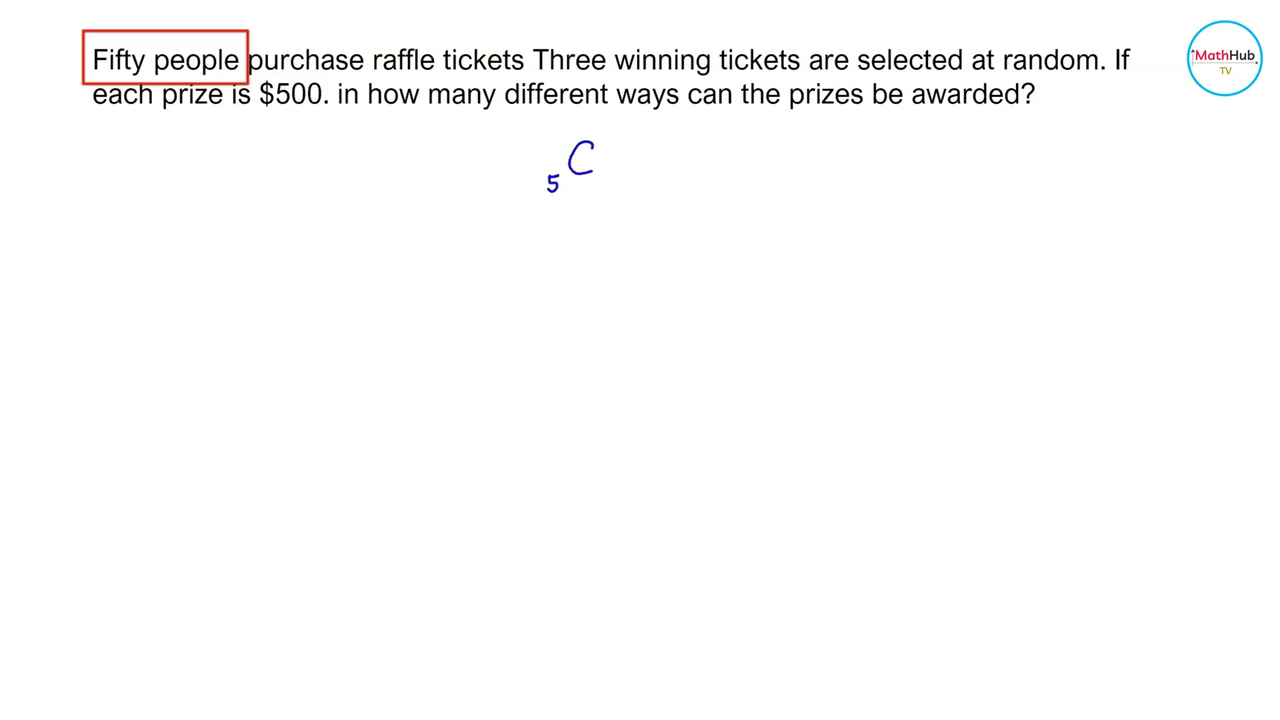 Fifty people purchase raffle tickets Three winning tickets are selected at random. If
each prize is $500. in how many different ways can the prizes be awarded?
MathHub
TV
5C